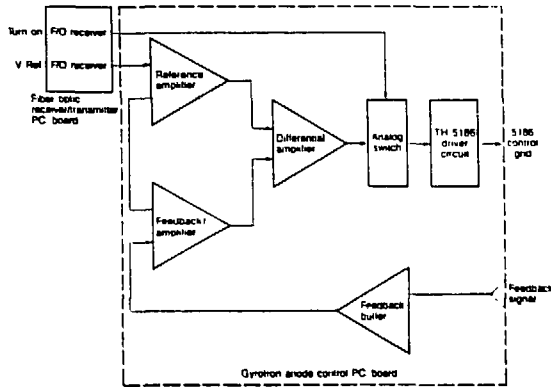 Turn on
F/O receiver
V Ref
F/O receiver
Fiber optic
receiver/transmitter
PC board
Reference
amplifier
Differential
amplifier
Analog
switch
TH 5186
driver
circuit
5186
control
grid
Feedback
amplifier
Feedback
buffer
Feedback
signal
Gyrotron anode control PC board